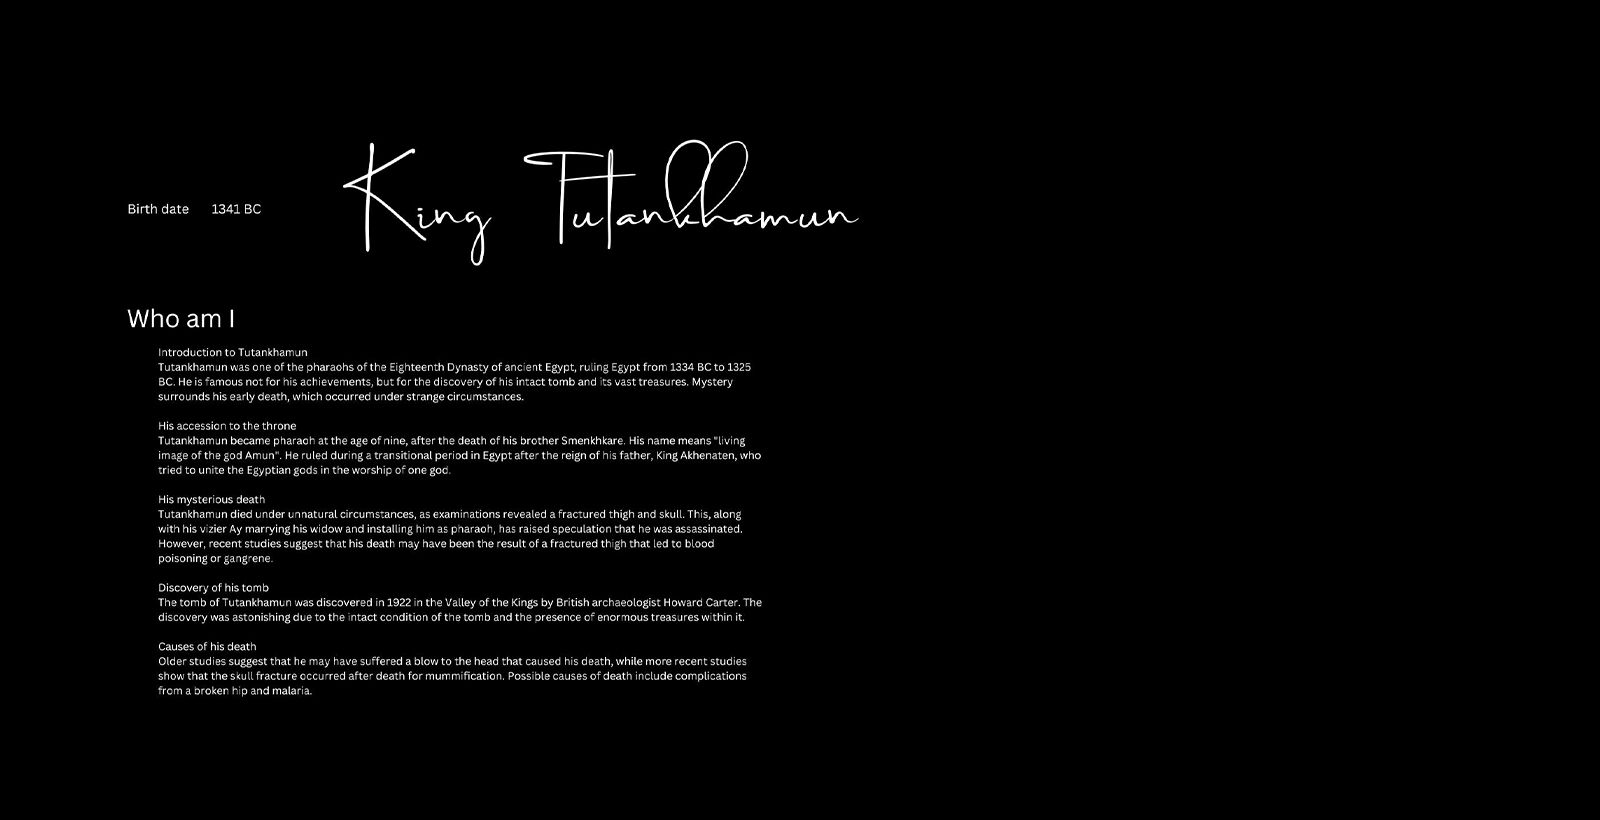 King Tutankhamun
Birth date 1341 BC
Who am I
Introduction to Tutankhamun
Tutankhamun was one of the pharaohs of the Eighteenth Dynasty of ancient Egypt, ruling Egypt from 1334 BC to 1325
BC. He is famous not for his achievements, but for the discovery of his intact tomb and its vast treasures. Mystery
surrounds his early death, which occurred under strange circumstances.
His accession to the throne
Tutankhamun became pharaoh at the age of nine, after the death of his brother Smenkhkare. His name means "living
image of the god Amun". He ruled during a transitional period in Egypt after the reign of his father, King Akhenaten, who
tried to unite the Egyptian gods in the worship of one god.
His mysterious death
Tutankhamun died under unnatural circumstances, as examinations revealed a fractured thigh and skull. This, along
with his vizier Ay marrying his widow and installing him as pharaoh, has raised speculation that he was assassinated.
However, recent studies suggest that his death may have been the result of a fractured thigh that led to blood
poisoning or gangrene.
Discovery of his tomb
The tomb of Tutankhamun was discovered in 1922 in the Valley of the Kings by British archaeologist Howard Carter. The
discovery was astonishing due to the intact condition of the tomb and the presence of enormous treasures within it.
Causes of his death
Older studies suggest that he may have suffered a blow to the head that caused his death, while more recent studies
show that the skull fracture occurred after death for mummification. Possible causes of death include complications
from a broken hip and malaria.